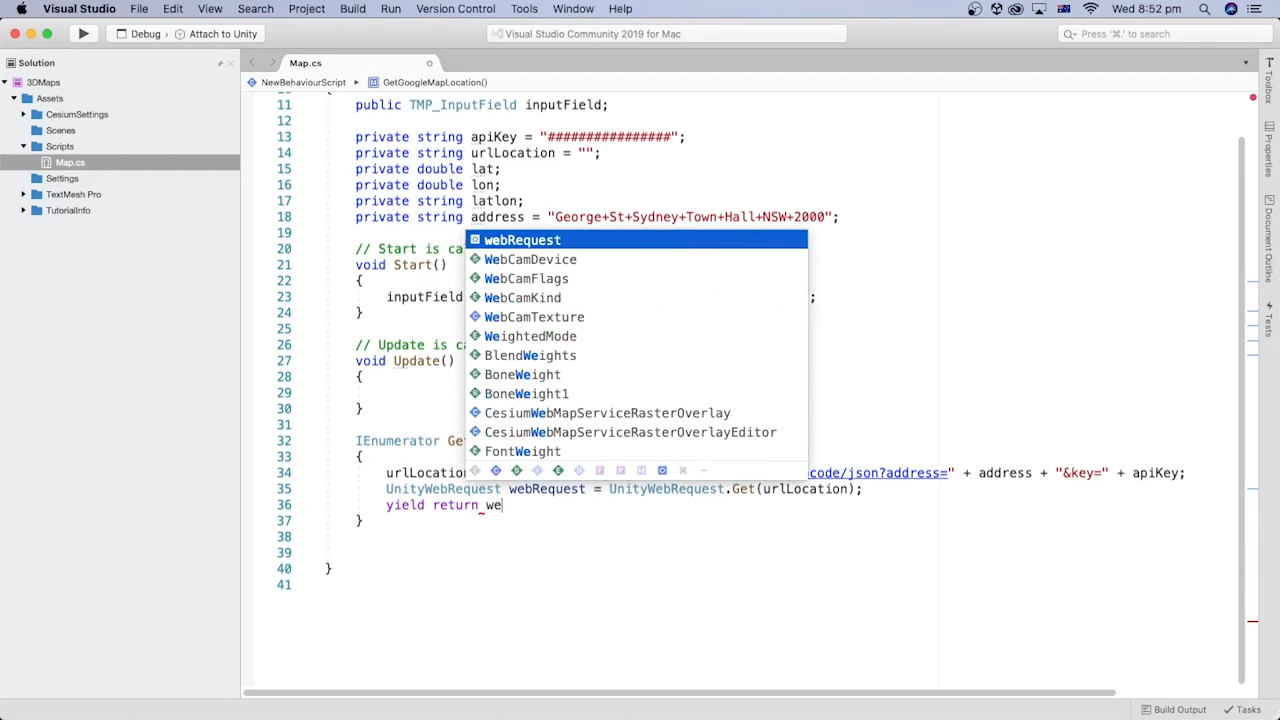 Visual Studio File Edit View Search Project Build Run Version Control Tools Window Help Wed 8:52 pm
Debug Attach to Unity Visual Studio Community 2019 for Mac Press '⌘.' to search
Solution
Map.cs
3DMaps
NewBehaviourScript GetGoogleMapLocation()
Assets
CesiumSettings
Scenes
Scripts
Map.cs
Settings
TextMesh Pro
TutorialInfo
11 public TMP_InputField inputField;
12
13 private string apiKey = "################";
14 private string urlLocation = "";
15 private double lat;
16 private double lon;
17 private string latlon;
18 private string address = "George+St+Sydney+Town+Hall+NSW+2000";
19
20 // Start is ca
21 void Start()
22 {
23 inputField ;
24 }
25
26 // Update is ca
27 void Update()
28 {
29
30 }
31
32 IEnumerator Ge
33 {
34 urlLocation code/json?address=" + address + "&key=" + apiKey;
35 UnityWebRequest webRequest = UnityWebRequest.Get(urlLocation);
36 yield return we
37 }
38
39
40 }
41
webRequest
WebCamDevice
WebCamFlags
WebCamKind
WebCamTexture
WeightedMode
BlendWeights
BoneWeight
BoneWeight1
CesiumWebMapServiceRasterOverlay
CesiumWebMapServiceRasterOverlayEditor
FontWeight
Toolbox
Properties
Document Outline
Tests
Build Output Tasks